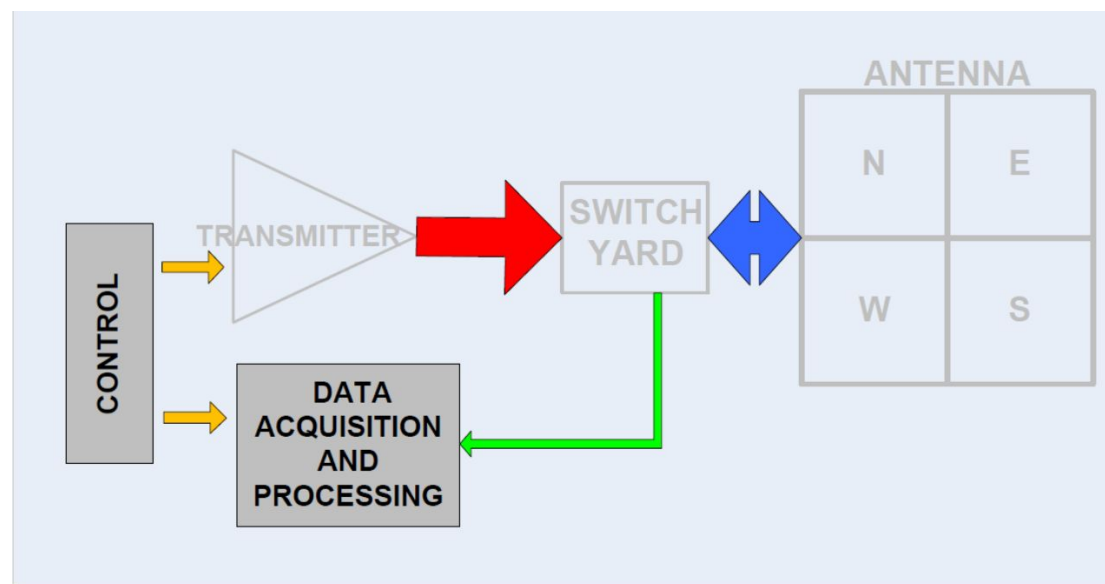 ANTENNA
N E
TRANSMITTER
SWITCH
YARD
W S
CONTROL
DATA
ACQUISITION
AND
PROCESSING